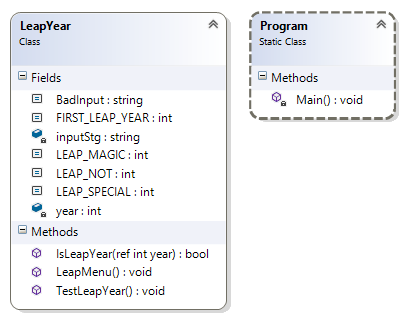 LeapYear
Class
Fields
BadInput : string
FIRST_LEAP_YEAR : int
inputStg : string
LEAP_MAGIC : int
LEAP_NOT : int
LEAP_SPECIAL : int
year : int
Methods
IsLeapYear(ref int year) : bool
LeapMenu() : void
TestLeapYear() : void
Program
Static Class
Methods
Main() : void